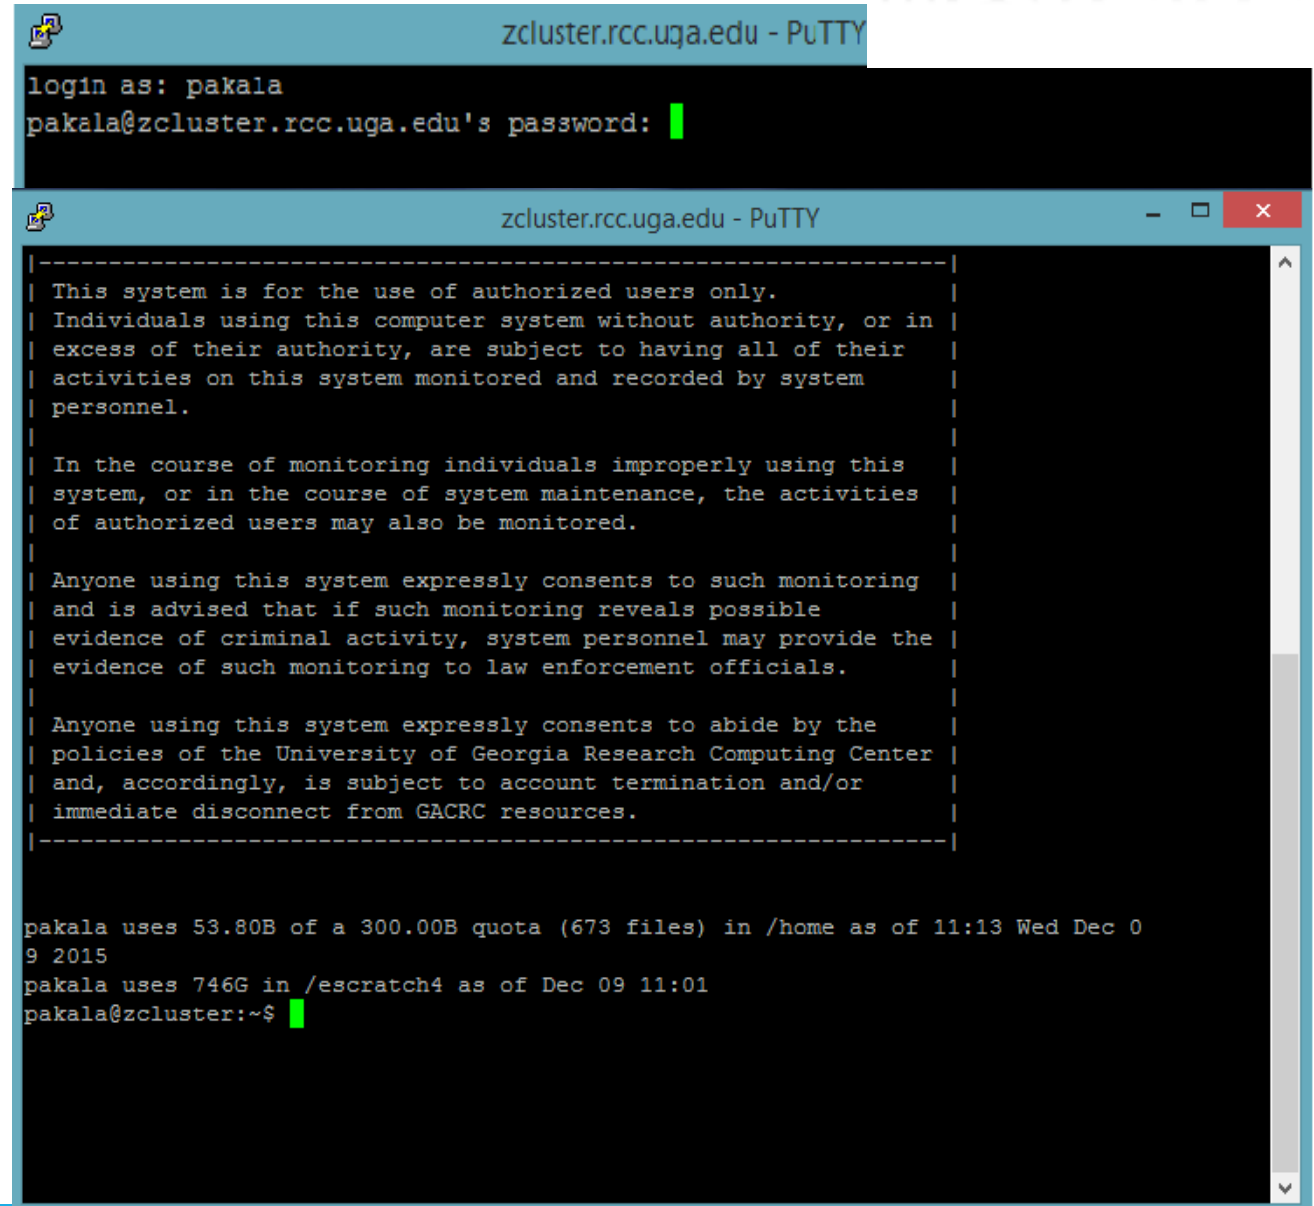 zcluster.rcc.uga.edu - PuTTY
login as: pakala
pakala@zcluster.rcc.uga.edu's password:
zcluster.rcc.uga.edu - PuTTY
|-----------------------------------------------------------------|
| This system is for the use of authorized users only. |
| Individuals using this computer system without authority, or in |
| excess of their authority, are subject to having all of their |
| activities on this system monitored and recorded by system |
| personnel. |
| |
| In the course of monitoring individuals improperly using this |
| system, or in the course of system maintenance, the activities |
| of authorized users may also be monitored. |
| |
| Anyone using this system expressly consents to such monitoring |
| and is advised that if such monitoring reveals possible |
| evidence of criminal activity, system personnel may provide the |
| evidence of such monitoring to law enforcement officials. |
| |
| Anyone using this system expressly consents to abide by the |
| policies of the University of Georgia Research Computing Center |
| and, accordingly, is subject to account termination and/or |
| immediate disconnect from GACRC resources. |
|-----------------------------------------------------------------|
pakala uses 53.80B of a 300.00B quota (673 files) in /home as of 11:13 Wed Dec 0
9 2015
pakala uses 746G in /escratch4 as of Dec 09 11:01
pakala@zcluster:~$